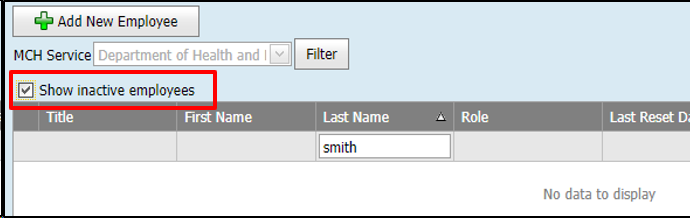 Add New Employee
MCH Service Department of Health and Filter
Show inactive employees
Title First Name Last Name Role Last Reset Da
smith
No data to display